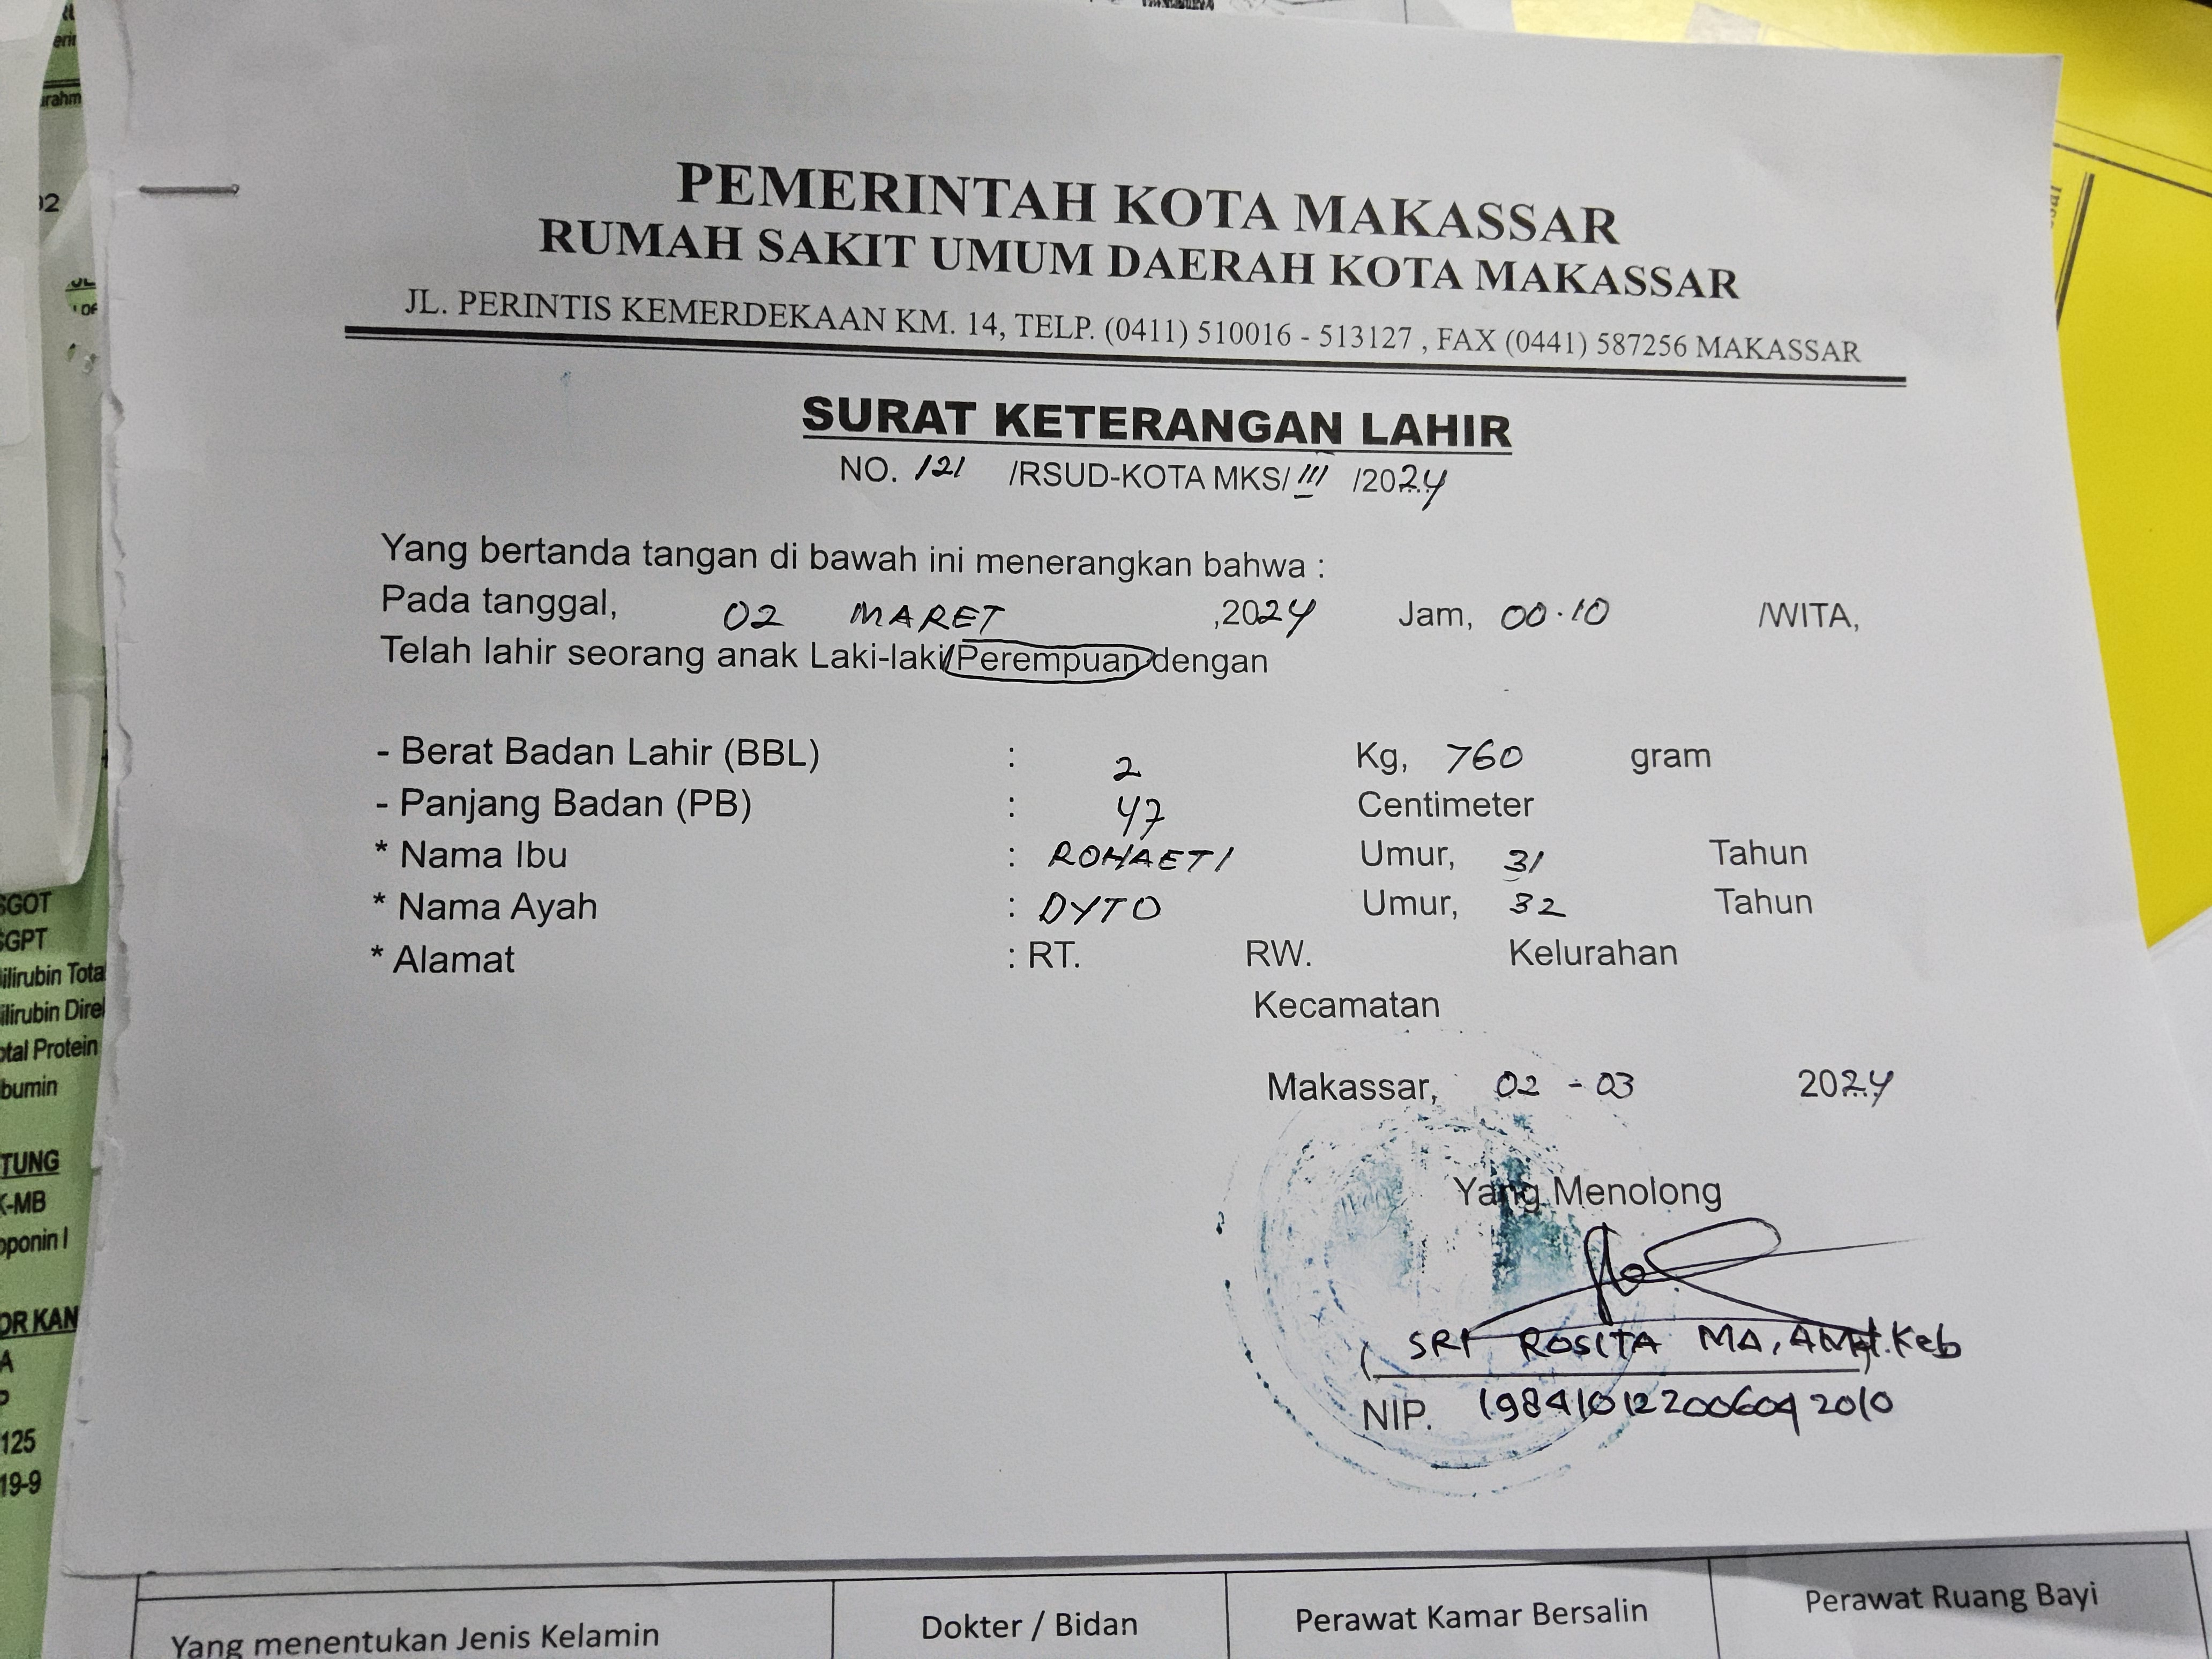 PEMERINTAH KOTA MAKASSAR
RUMAH SAKIT UMUM DAERAH KOTA MAKASSAR
JL. PERINTIS KEMERDEKAAN KM. 14, TELP. (0411) 510016 - 513127 , FAX (0441) 587256 MAKASSAR
SURAT KETERANGAN LAHIR
NO. 121 /RSUD-KOTA MKS/ III /2024
Yang bertanda tangan di bawah ini menerangkan bahwa :
Pada tanggal, 02 MARET ,2024 Jam, 00.10 /WITA,
Telah lahir seorang anak Laki-laki/Perempuan dengan
- Berat Badan Lahir (BBL) : 2 Kg, 760 gram
- Panjang Badan (PB) : 47 Centimeter
* Nama Ibu : ROHAETI Umur, 31 Tahun
* Nama Ayah : DYTO Umur, 32 Tahun
* Alamat : RT. RW. Kelurahan
Kecamatan
Makassar, 02 - 03 2024
Yang Menolong
( SRI ROSITA MA, AMd.Keb )
NIP. 198410122006042010
SGOT
SGPT
Bilirubin Tota
Bilirubin Direk
otal Protein
bumin
TUNG
K-MB
oponin I
OR KAN
A
125
19-9
Yang menentukan Jenis Kelamin
Dokter / Bidan
Perawat Kamar Bersalin
Perawat Ruang Bayi